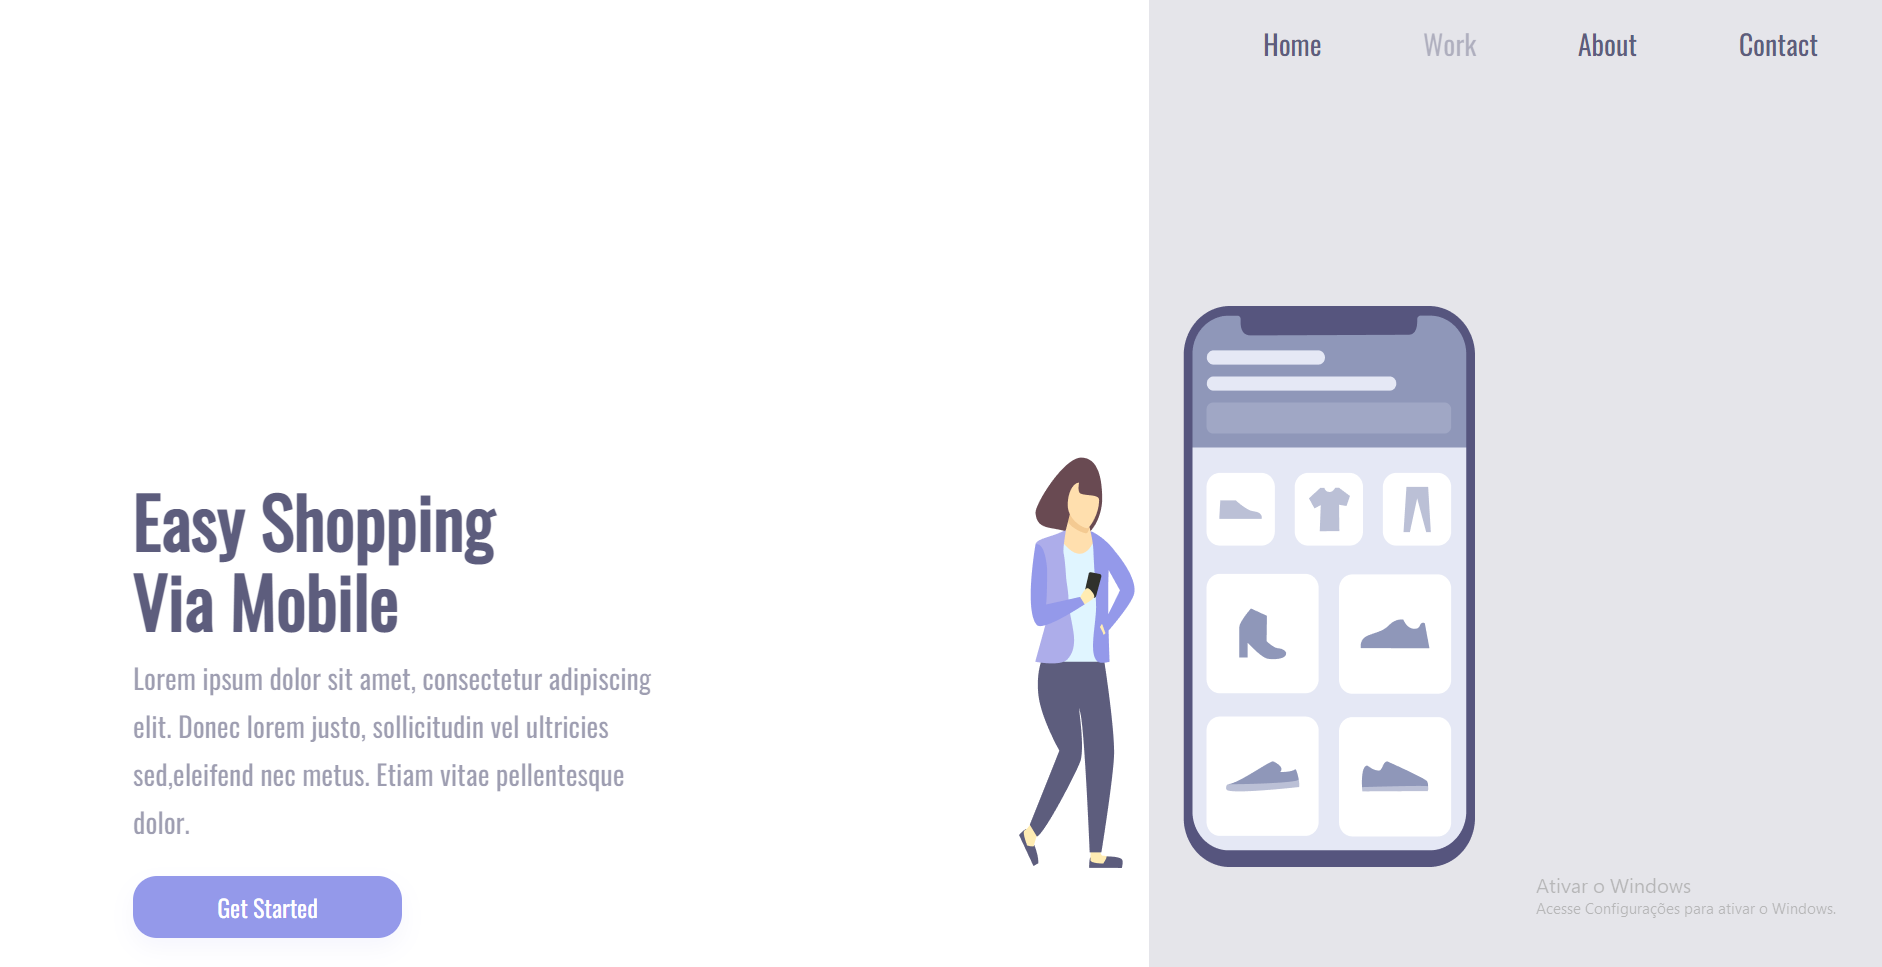 Home Work About Contact
Easy Shopping
Via Mobile
Lorem ipsum dolor sit amet, consectetur adipiscing
elit. Donec lorem justo, sollicitudin vel ultricies
sed,eleifend nec metus. Etiam vitae pellentesque
dolor.
Get Started
Ativar o Windows
Acesse Configurações para ativar o Windows.